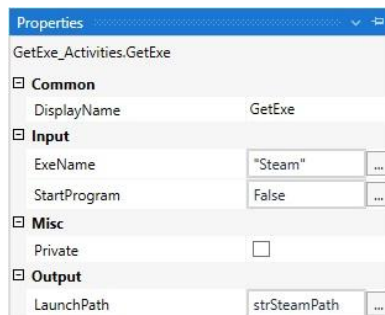 Properties
GetExe_Activities.GetExe
Common
DisplayName GetExe
Input
ExeName "Steam" ...
StartProgram False ...
Misc
Private
Output
LaunchPath strSteamPath ...